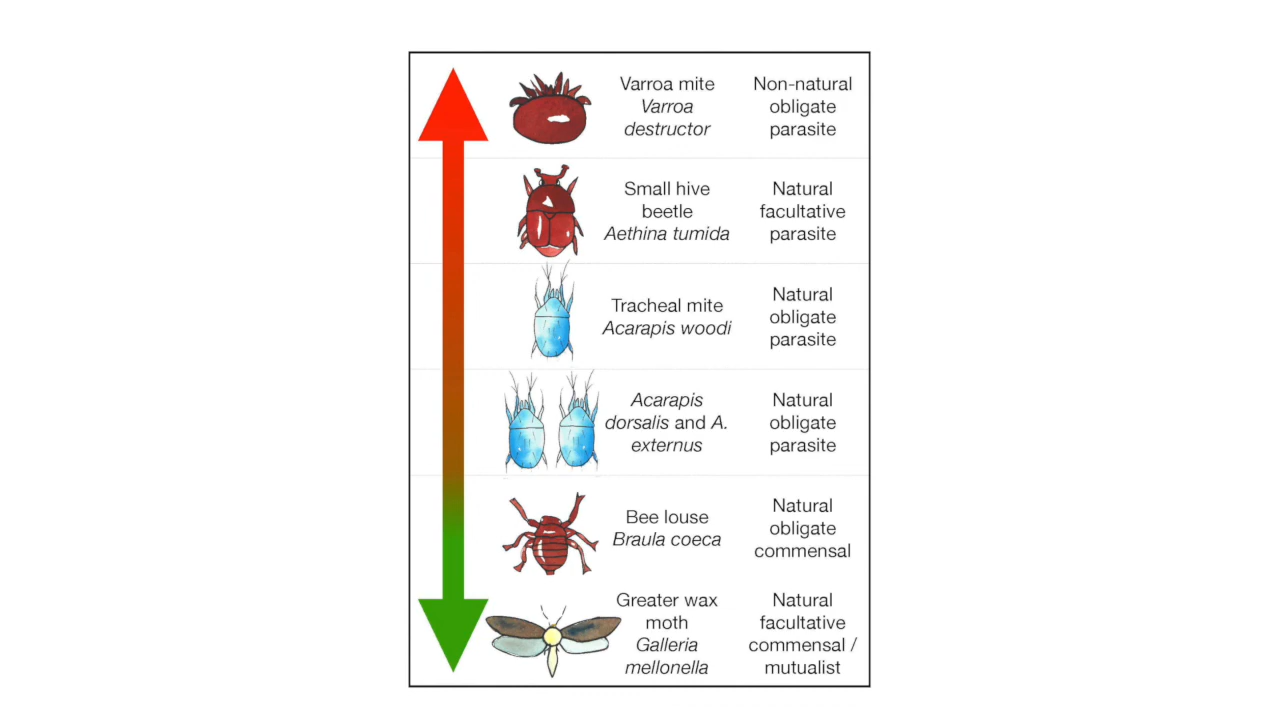 Varroa mite
Varroa
destructor
Non-natural
obligate
parasite
Small hive
beetle
Aethina tumida
Natural
facultative
parasite
Tracheal mite
Acarapis woodi
Natural
obligate
parasite
Acarapis
dorsalis and A.
externus
Natural
obligate
parasite
Bee louse
Braula coeca
Natural
obligate
commensal
Greater wax
moth
Galleria
mellonella
Natural
facultative
commensal /
mutualist